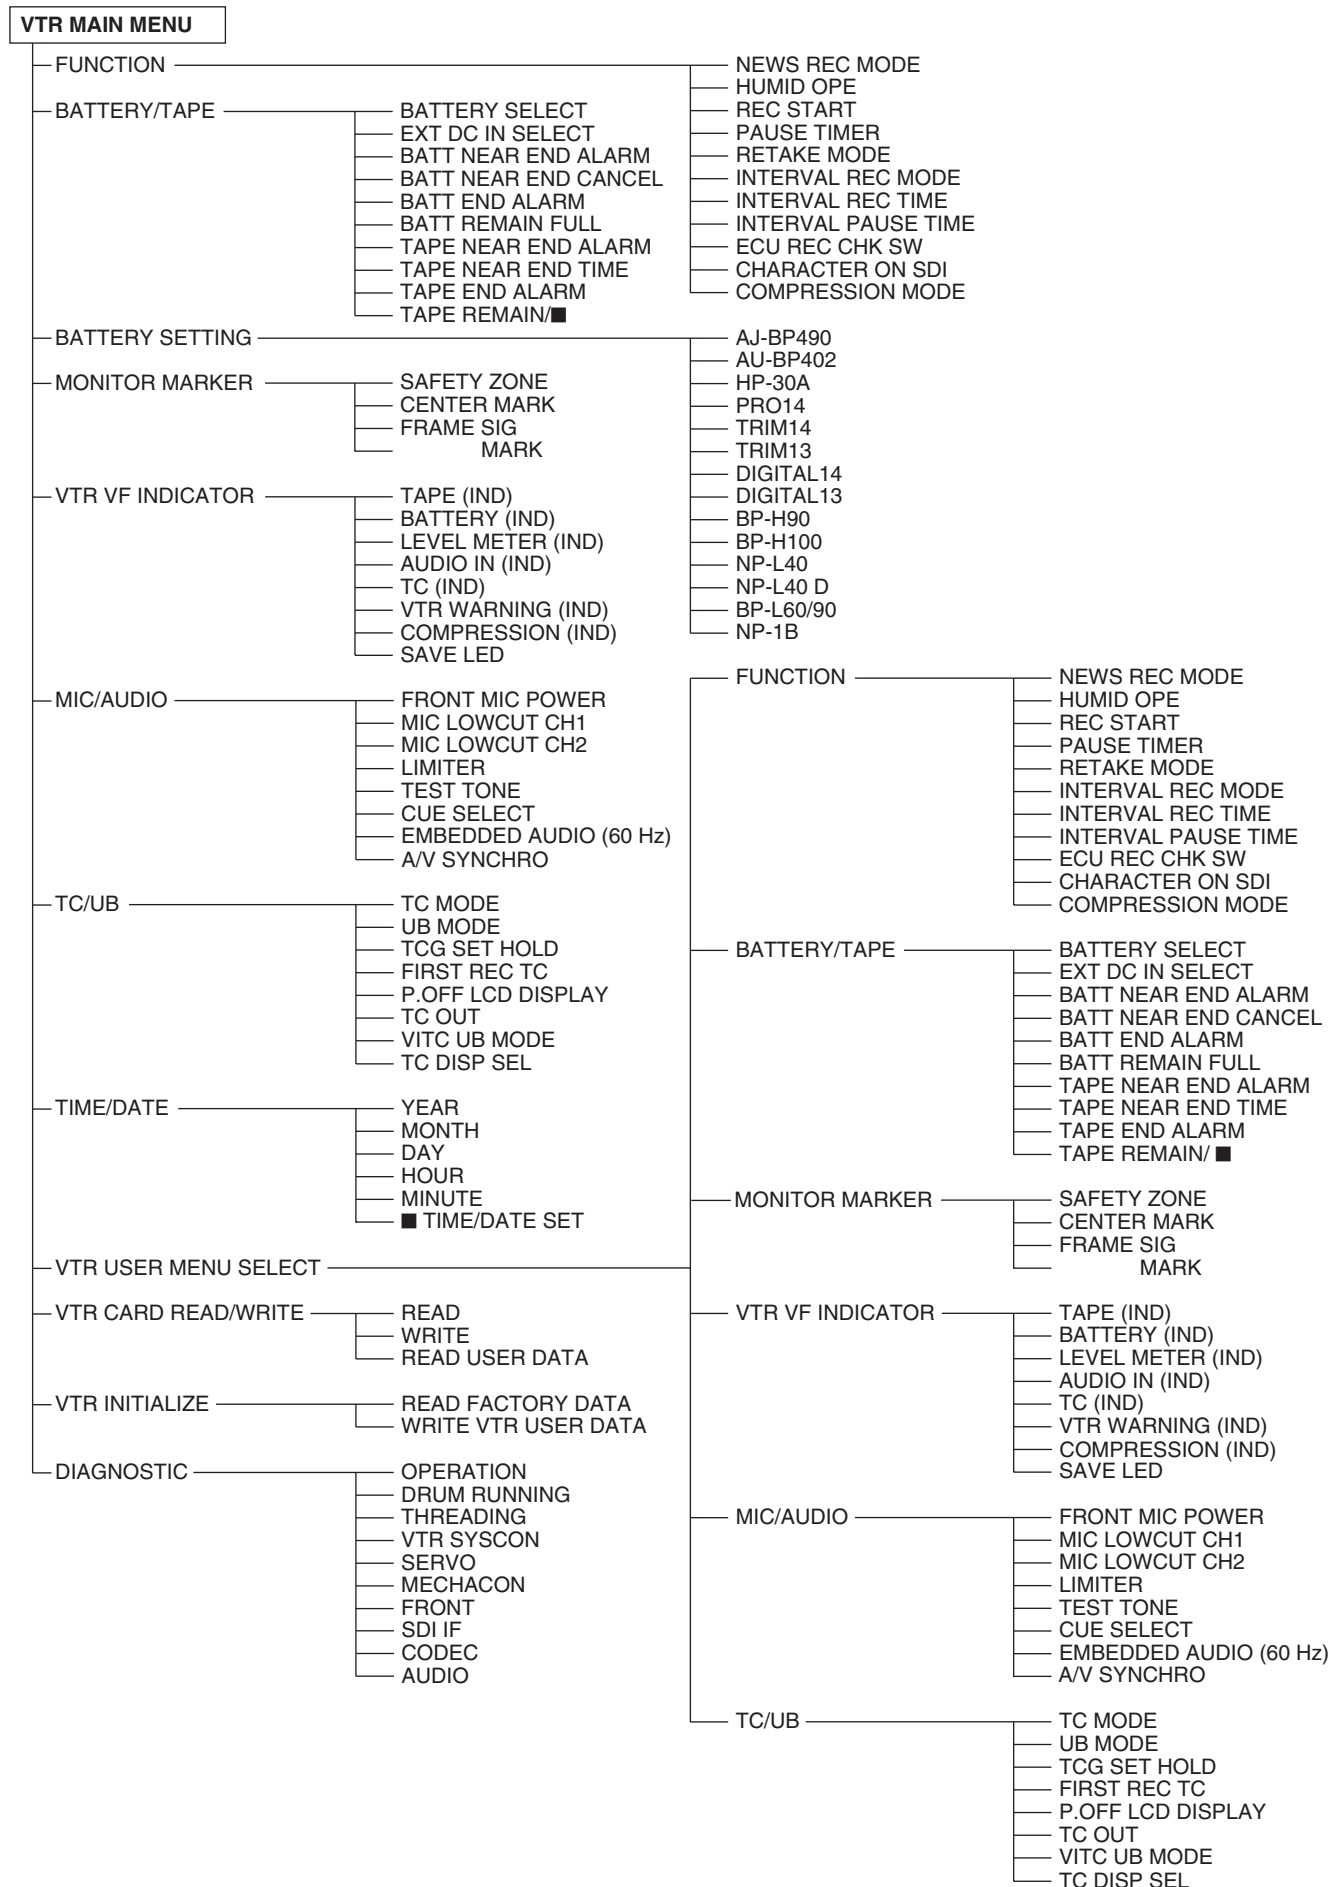 VTR MAIN MENU
FUNCTION
NEWS REC MODE
HUMID OPE
REC START
PAUSE TIMER
RETAKE MODE
INTERVAL REC MODE
INTERVAL REC TIME
INTERVAL PAUSE TIME
ECU REC CHK SW
CHARACTER ON SDI
COMPRESSION MODE
BATTERY/TAPE
BATTERY SELECT
EXT DC IN SELECT
BATT NEAR END ALARM
BATT NEAR END CANCEL
BATT END ALARM
BATT REMAIN FULL
TAPE NEAR END ALARM
TAPE NEAR END TIME
TAPE END ALARM
TAPE REMAIN/■
BATTERY SETTING
AJ-BP490
AU-BP402
HP-30A
PRO14
TRIM14
TRIM13
DIGITAL14
DIGITAL13
BP-H90
BP-H100
NP-L40
NP-L40 D
BP-L60/90
NP-1B
MONITOR MARKER
SAFETY ZONE
CENTER MARK
FRAME SIG
MARK
VTR VF INDICATOR
TAPE (IND)
BATTERY (IND)
LEVEL METER (IND)
AUDIO IN (IND)
TC (IND)
VTR WARNING (IND)
COMPRESSION (IND)
SAVE LED
MIC/AUDIO
FRONT MIC POWER
MIC LOWCUT CH1
MIC LOWCUT CH2
LIMITER
TEST TONE
CUE SELECT
EMBEDDED AUDIO (60 Hz)
A/V SYNCHRO
TC/UB
TC MODE
UB MODE
TCG SET HOLD
FIRST REC TC
P.OFF LCD DISPLAY
TC OUT
VITC UB MODE
TC DISP SEL
TIME/DATE
YEAR
MONTH
DAY
HOUR
MINUTE
■ TIME/DATE SET
VTR USER MENU SELECT
FUNCTION
NEWS REC MODE
HUMID OPE
REC START
PAUSE TIMER
RETAKE MODE
INTERVAL REC MODE
INTERVAL REC TIME
INTERVAL PAUSE TIME
ECU REC CHK SW
CHARACTER ON SDI
COMPRESSION MODE
BATTERY/TAPE
BATTERY SELECT
EXT DC IN SELECT
BATT NEAR END ALARM
BATT NEAR END CANCEL
BATT END ALARM
BATT REMAIN FULL
TAPE NEAR END ALARM
TAPE NEAR END TIME
TAPE END ALARM
TAPE REMAIN/ ■
MONITOR MARKER
SAFETY ZONE
CENTER MARK
FRAME SIG
MARK
VTR VF INDICATOR
TAPE (IND)
BATTERY (IND)
LEVEL METER (IND)
AUDIO IN (IND)
TC (IND)
VTR WARNING (IND)
COMPRESSION (IND)
SAVE LED
MIC/AUDIO
FRONT MIC POWER
MIC LOWCUT CH1
MIC LOWCUT CH2
LIMITER
TEST TONE
CUE SELECT
EMBEDDED AUDIO (60 Hz)
A/V SYNCHRO
TC/UB
TC MODE
UB MODE
TCG SET HOLD
FIRST REC TC
P.OFF LCD DISPLAY
TC OUT
VITC UB MODE
TC DISP SEL
VTR CARD READ/WRITE
READ
WRITE
READ USER DATA
VTR INITIALIZE
READ FACTORY DATA
WRITE VTR USER DATA
DIAGNOSTIC
OPERATION
DRUM RUNNING
THREADING
VTR SYSCON
SERVO
MECHACON
FRONT
SDI IF
CODEC
AUDIO